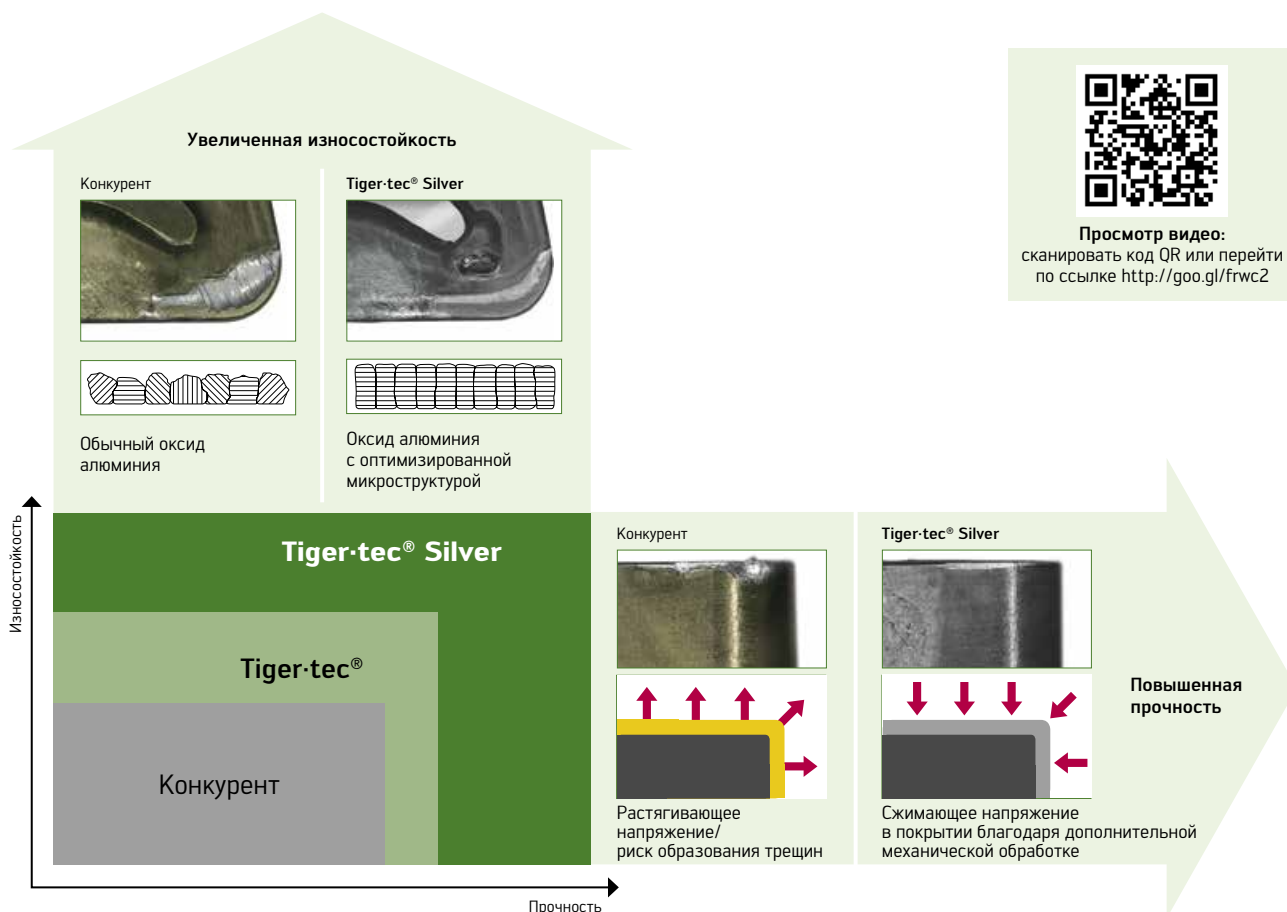 Увеличенная износостойкость
Конкурент
Tiger·tec® Silver
Обычный оксид
алюминия
Оксид алюминия
с оптимизированной
микроструктурой
Просмотр видео:
сканировать код QR или перейти
по ссылке http://goo.gl/frwc2
Износостойкость
Tiger·tec® Silver
Tiger·tec®
Конкурент
Прочность
Конкурент
Растягивающее
напряжение/
риск образования трещин
Tiger·tec® Silver
Сжимающее напряжение
в покрытии благодаря дополнительной
механической обработке
Повышенная
прочность